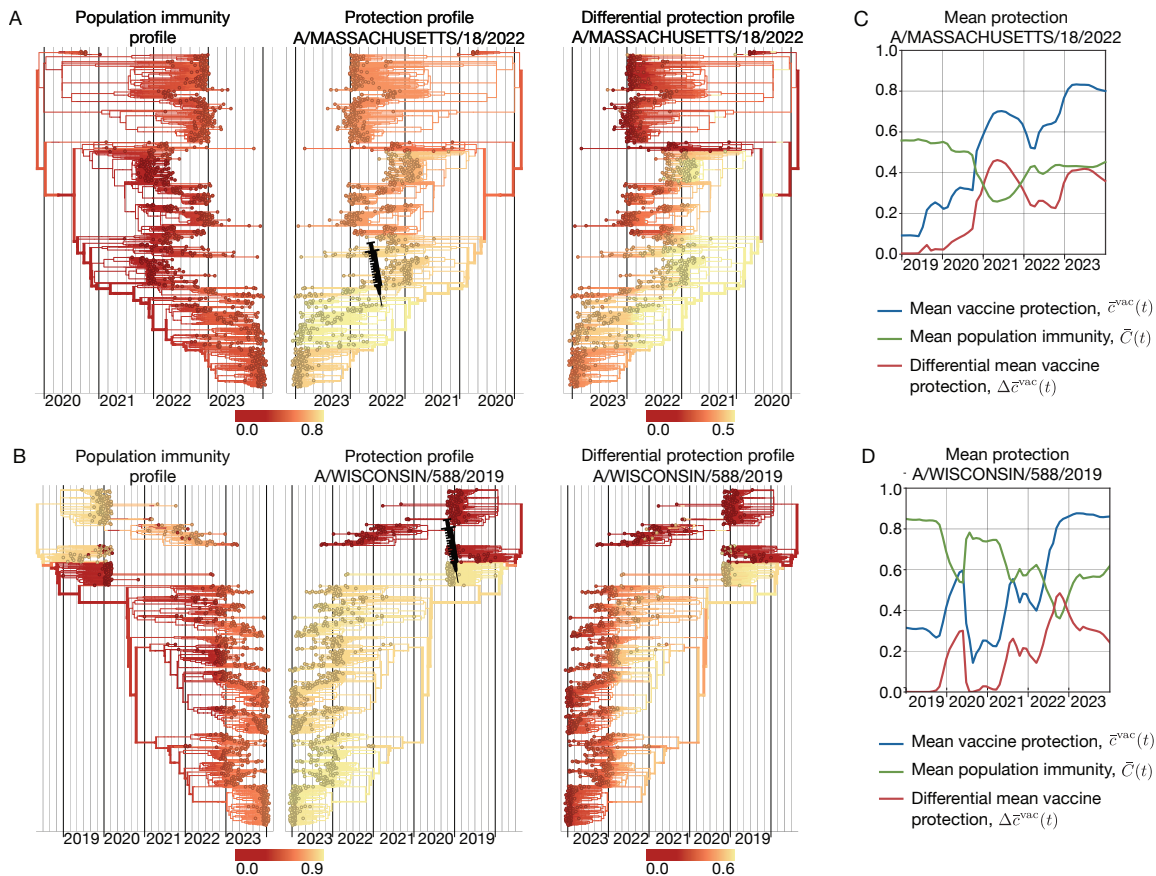 A
Population immunity
profile
Protection profile
A/MASSACHUSETTS/18/2022
Differential protection profile
A/MASSACHUSETTS/18/2022
2020 2021 2022 2023
2023 2022 2021 2020
2023 2022 2021 2020
0.0 0.8
0.0 0.5
C
Mean protection
A/MASSACHUSETTS/18/2022
1.0
0.8
0.6
0.4
0.2
0.0
2019 2020 2021 2022 2023
Mean vaccine protection, c̄ᵛᵃᶜ(t)
Mean population immunity, C̄(t)
Differential mean vaccine
protection, Δc̄ᵛᵃᶜ(t)
B
Population immunity
profile
Protection profile
A/WISCONSIN/588/2019
Differential protection profile
A/WISCONSIN/588/2019
2019 2020 2021 2022 2023
2023 2022 2021 2020 2019
2023 2022 2021 2020 2019
0.0 0.9
0.0 0.6
D
Mean protection
A/WISCONSIN/588/2019
1.0
0.8
0.6
0.4
0.2
0.0
2019 2020 2021 2022 2023
Mean vaccine protection, c̄ᵛᵃᶜ(t)
Mean population immunity, C̄(t)
Differential mean vaccine
protection, Δc̄ᵛᵃᶜ(t)